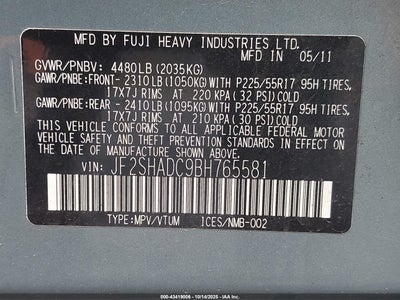 MFD BY FUJI HEAVY INDUSTRIES LTD.
MFD IN 05/11
GVWR/PNBV: 4480LB(2035KG)
GAWR/PNBE:FRONT- 2310LB(1050KG)WITH P225/55R17 95H TIRES,
17X7J RIMS AT 220 KPA(32 PSI)COLD
GAWR/PNBE:REAR - 2410LB(1095KG)WITH P225/55R17 95H TIRES,
17X7J RIMS AT 210 KPA(30 PSI)COLD
THIS VEHICLE CONFORMS TO ALL APPLICABLE FEDERAL
MOTOR VEHICLE SAFETY, BUMPER, AND THEFT PREVENTION
STANDARDS IN EFFECT ON THE DATE OF MANUFACTURE
SHOWN ABOVE.
VIN: JF2SHADC9BH765581
TYPE:MPV/VTUM ICES/NMB-002
000-43419006 - 10/14/2025 - IAA Inc.